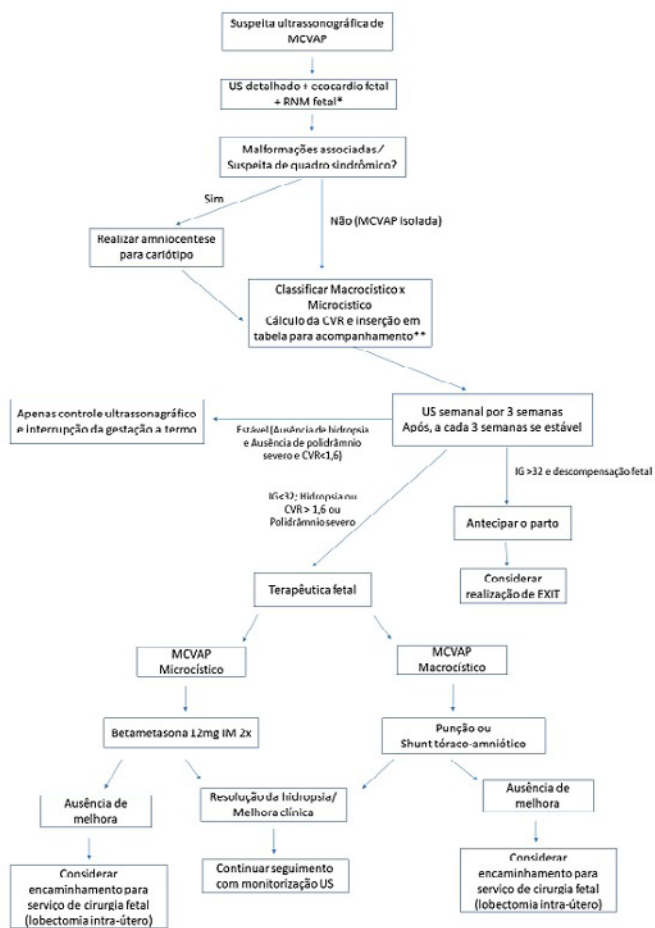 Suspeita ultrassonográfica de
MCVAP
US detalhado + ecocardio fetal
+ RNM fetal*
Malformações associadas/
Suspeita de quadro sindrômico?
Sim
Não (MCVAP isolada)
Realizar amniocentese
para cariótipo
Classificar Macrocístico x
Microcístico
Cálculo da CVR e inserção em
tabela para acompanhamento**
Apenas controle ultrassonagráfico
e interrupção da gestação a termo
Estável (Ausência de hidropsia
e Ausência de polidrâmnio
severo e CVR<1,6)
US semanal por 3 semanas
Após, a cada 3 semanas se estável
IG >32 e descompensação fetal
IG<32; Hidropsia ou
CVR > 1,6 ou
Polidrâmnio severo
Antecipar o parto
Considerar
realização de EXIT
Terapêutica fetal
MCVAP
Microcístico
MCVAP
Macrocístico
Betametasona 12mg IM 2x
Punção ou
Shunt tóraco-amniótico
Ausência de
melhora
Resolução da hidropsia/
Melhora clínica
Ausência de
melhora
Considerar
encaminhamento para
serviço de cirurgia fetal
(lobectomia intra-útero)
Continuar seguimento
com monitorização US
Considerar
encaminhamento para
serviço de cirurgia fetal
(lobectomia intra-útero)